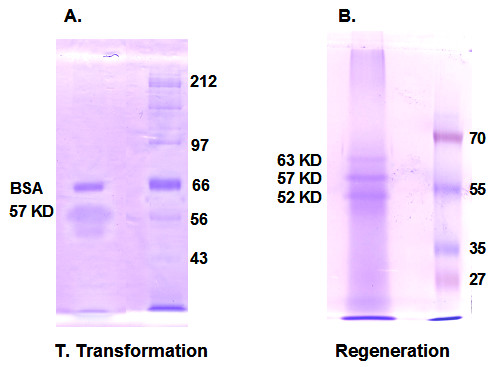 A.
212
97
BSA
66
57 KD
56
43
T. Transformation
B.
70
63 KD
57 KD
55
52 KD
35
27
Regeneration